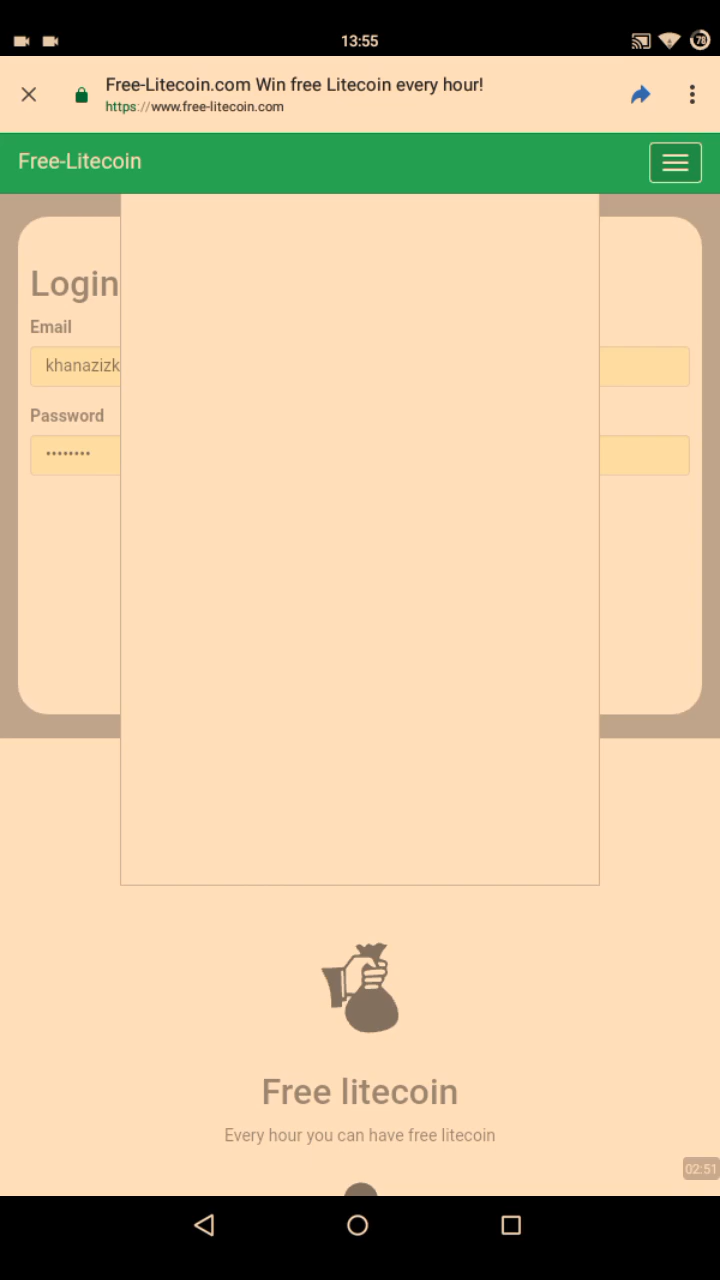 13:55
78
Free-Litecoin.com Win free Litecoin every hour!
https://www.free-litecoin.com
Free-Litecoin
Login
Email
khanazizk
Password
••••••••
Free litecoin
Every hour you can have free litecoin
02:51